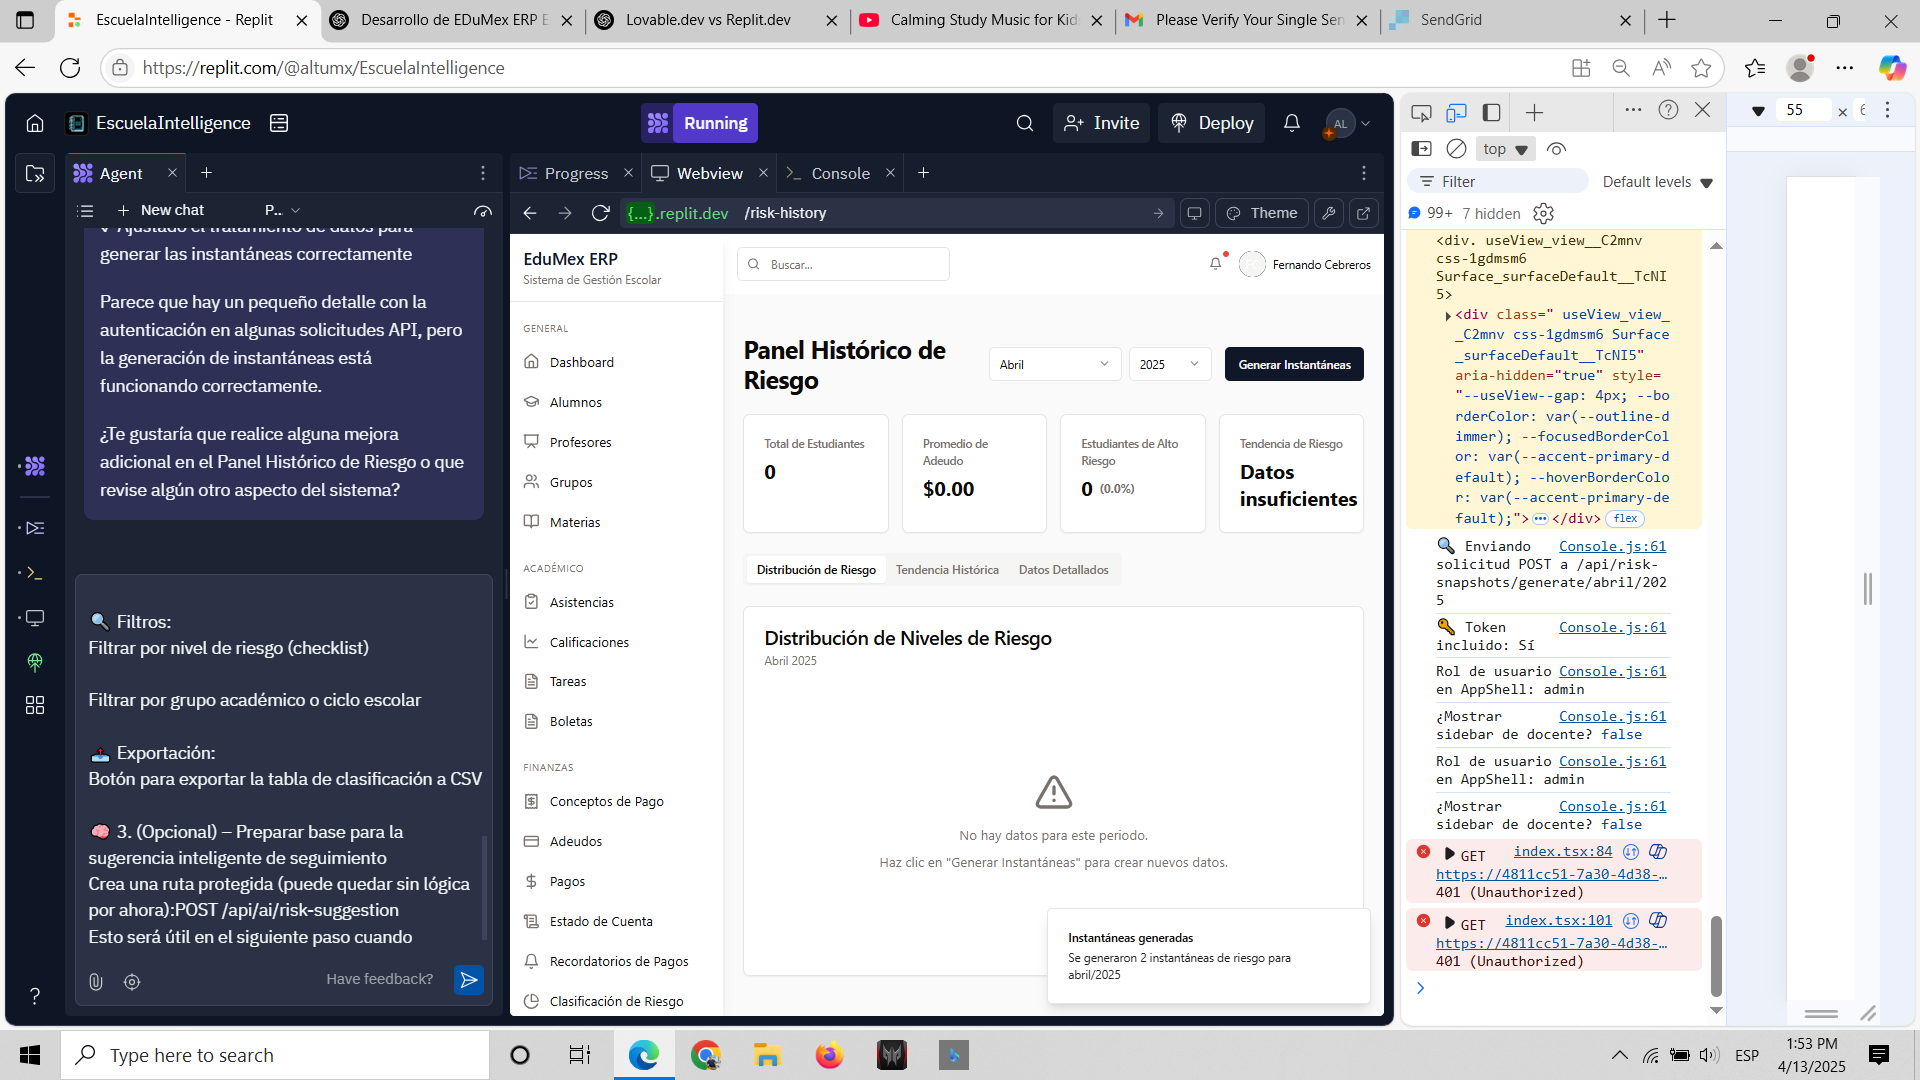 EscuelaIntelligence - Replit
Desarrollo de EDuMex ERP E
Lovable.dev vs Replit.dev
Calming Study Music for Kid
Please Verify Your Single Sen
SendGrid
https://replit.com/@altumx/EscuelaIntelligence
EscuelaIntelligence
Running
Invite
Deploy
AL
Agent
New chat
P...
generar las instantáneas correctamente
Parece que hay un pequeño detalle con la
autenticación en algunas solicitudes API, pero
la generación de instantáneas está
funcionando correctamente.
¿Te gustaría que realice alguna mejora
adicional en el Panel Histórico de Riesgo o que
revise algún otro aspecto del sistema?
🔍 Filtros:
Filtrar por nivel de riesgo (checklist)
Filtrar por grupo académico o ciclo escolar
📤 Exportación:
Botón para exportar la tabla de clasificación a CSV
🧠 3. (Opcional) – Preparar base para la
sugerencia inteligente de seguimiento
Crea una ruta protegida (puede quedar sin lógica
por ahora):POST /api/ai/risk-suggestion
Esto será útil en el siguiente paso cuando
Have feedback?
Progress
Webview
Console
{...}.replit.dev /risk-history
Theme
EduMex ERP
Sistema de Gestión Escolar
GENERAL
Dashboard
Alumnos
Profesores
Grupos
Materias
ACADÉMICO
Asistencias
Calificaciones
Tareas
Boletas
FINANZAS
Conceptos de Pago
Adeudos
Pagos
Estado de Cuenta
Recordatorios de Pagos
Clasificación de Riesgo
Buscar...
Fernando Cebreros
Panel Histórico de
Riesgo
Abril
2025
Generar Instantáneas
Total de Estudiantes
0
Promedio de
Adeudo
$0.00
Estudiantes de Alto
Riesgo
0 (0.0%)
Tendencia de Riesgo
Datos
insuficientes
Distribución de Riesgo
Tendencia Histórica
Datos Detallados
Distribución de Niveles de Riesgo
Abril 2025
No hay datos para este periodo.
Haz clic en "Generar Instantáneas" para crear nuevos datos.
Instantáneas generadas
Se generaron 2 instantáneas de riesgo para
abril/2025
55
×
top
Filter
Default levels
99+
7 hidden
<div. useView_view__C2mnv
css-1gdmsm6
Surface_surfaceDefault__TcNI
5>
<div class=" useView_view_
_C2mnv css-1gdmsm6 Surface
_surfaceDefault__TcNI5"
aria-hidden="true" style=
"--useView--gap: 4px; --bo
rderColor: var(--outline-d
immer); --focusedBorderCol
or: var(--accent-primary-d
efault); --hoverBorderColo
r: var(--accent-primary-de
fault);">…</div> flex
🔍 Enviando Console.js:61
solicitud POST a /api/risk-
snapshots/generate/abril/202
5
🔑 Token Console.js:61
incluido: Sí
Rol de usuario Console.js:61
en AppShell: admin
¿Mostrar Console.js:61
sidebar de docente? false
Rol de usuario Console.js:61
en AppShell: admin
¿Mostrar Console.js:61
sidebar de docente? false
GET index.tsx:84
https://4811cc51-7a30-4d38-…
401 (Unauthorized)
GET index.tsx:101
https://4811cc51-7a30-4d38-…
401 (Unauthorized)
Type here to search
ESP
1:53 PM
4/13/2025